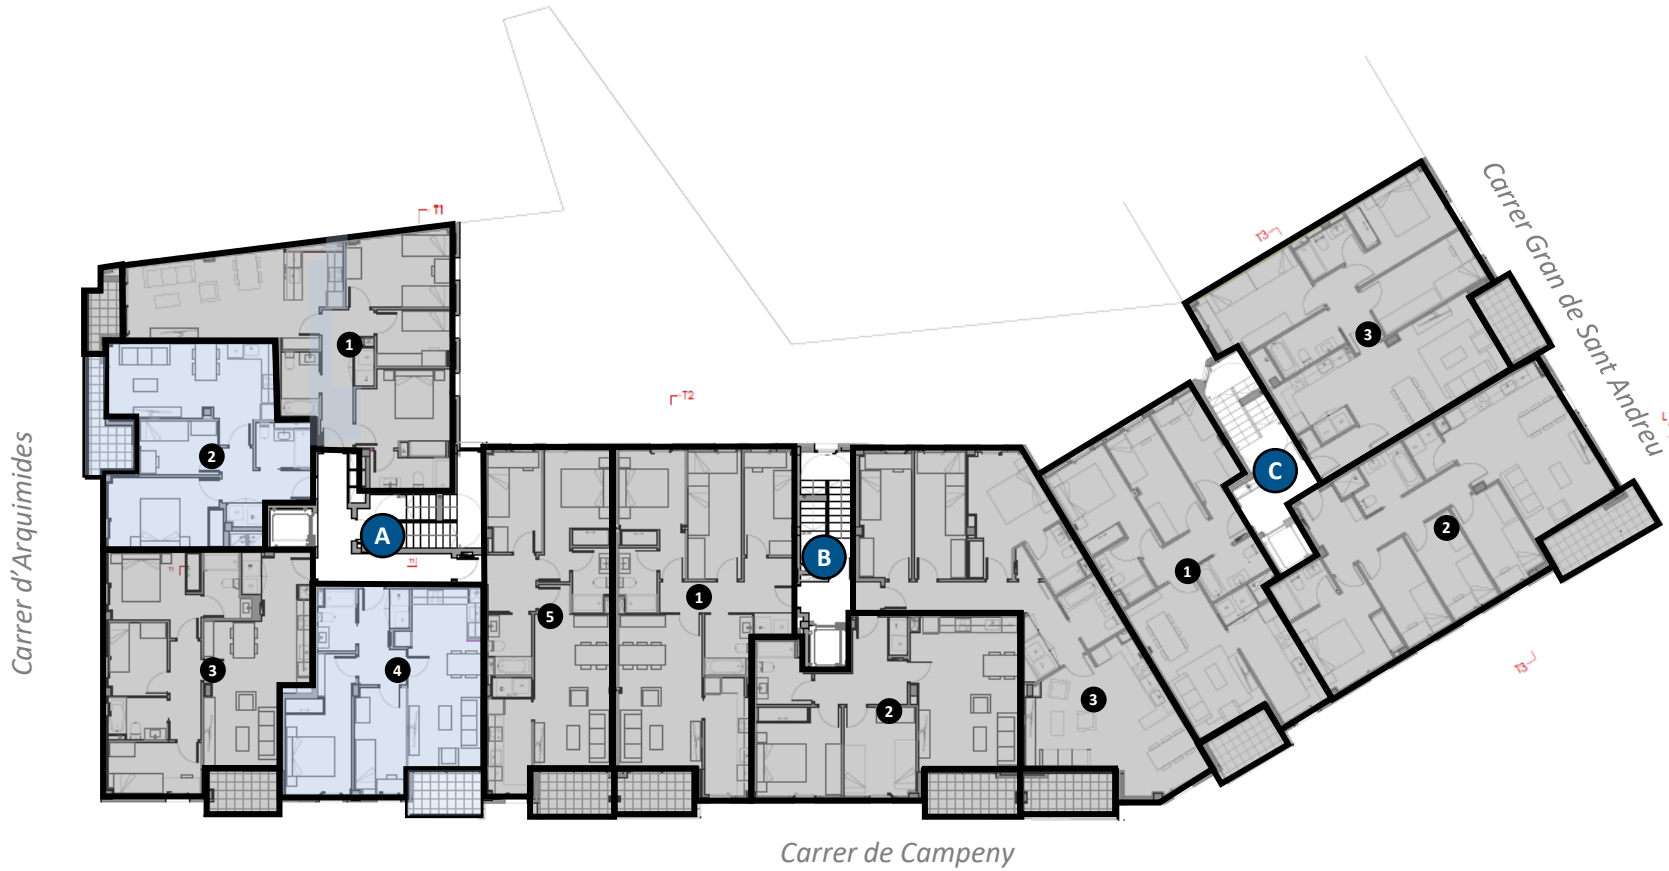 T1
Carrer Gran de Sant Andreu
T3
1
3
T2
2
Carrer d'Arquimides
C
A
B
2
1
1
5
3
4
3
2
T3
Carrer de Campeny